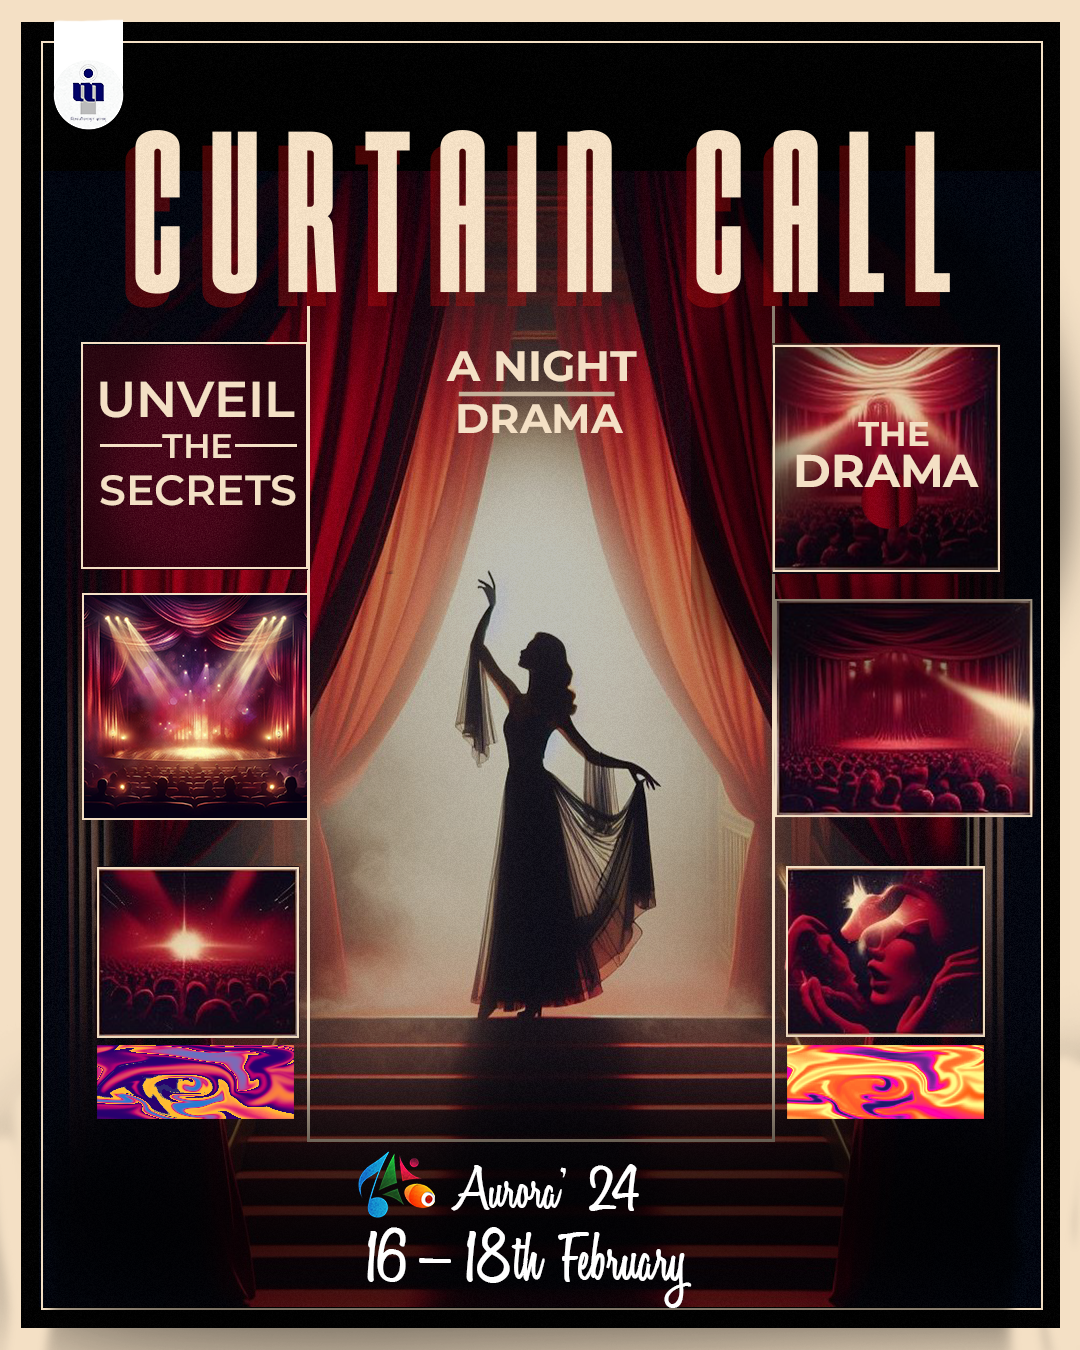 CURTAIN CALL
UNVEIL
THE
SECRETS
A NIGHT
DRAMA
THE
DRAMA
Aurora' 24
16 – 18th February